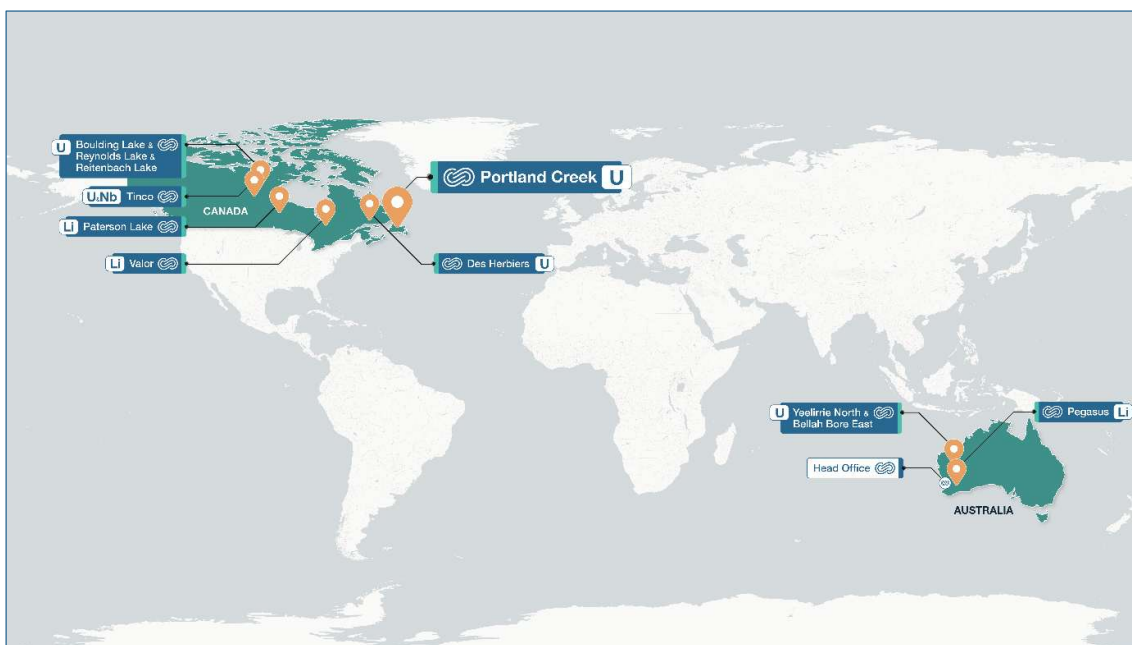 U
Boulding Lake &
Reynolds Lake &
Reitenbach Lake
U&Nb Tinco
Li Paterson Lake
Li Valor
CANADA
Portland Creek U
Des Herbiers U
U
Yeelirrie North &
Bellah Bore East
Pegasus Li
Head Office
AUSTRALIA